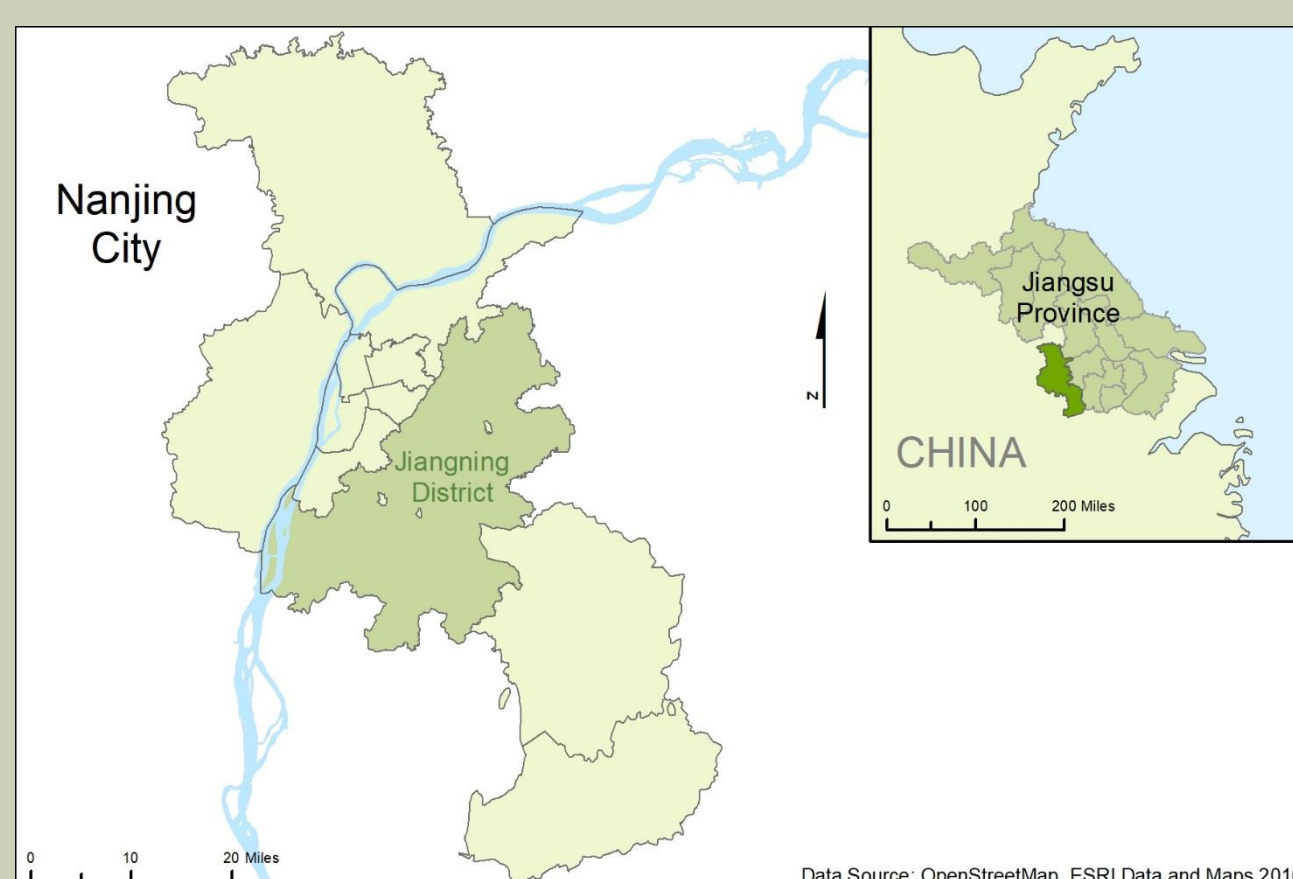 Nanjing
City
Jiangning
District
0 10 20 Miles
N
Jiangsu
Province
CHINA
0 100 200 Miles
Data Source: OpenStreetMap, ESRI Data and Maps